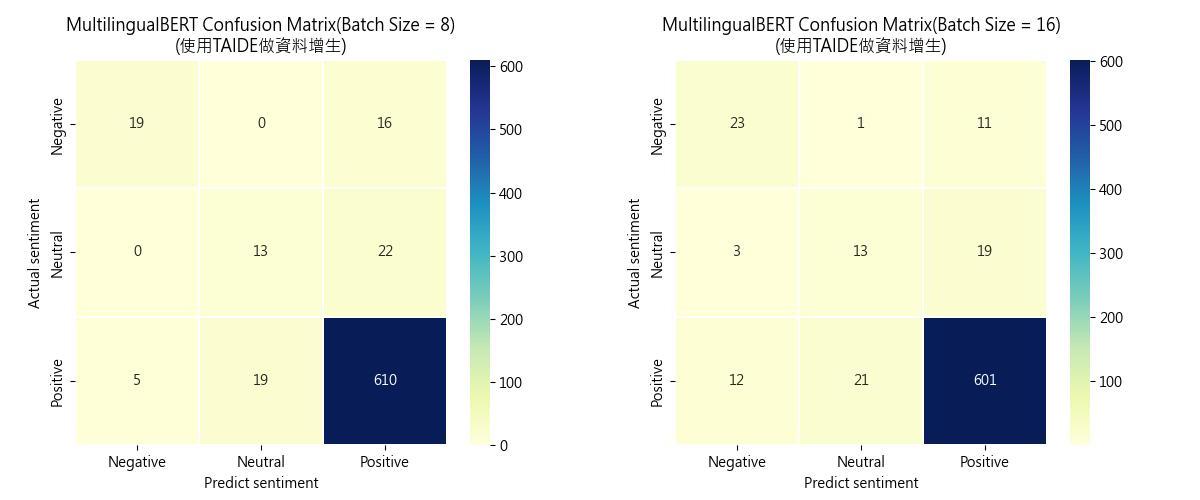 MultilingualBERT Confusion Matrix(Batch Size = 8)
(使用TAIDE做資料增生)
Actual sentiment
Negative
19
0
16
Neutral
0
13
22
Positive
5
19
610
Negative
Neutral
Positive
Predict sentiment
600
500
400
300
200
100
0
MultilingualBERT Confusion Matrix(Batch Size = 16)
(使用TAIDE做資料增生)
Actual sentiment
Negative
23
1
11
Neutral
3
13
19
Positive
12
21
601
Negative
Neutral
Positive
Predict sentiment
600
500
400
300
200
100